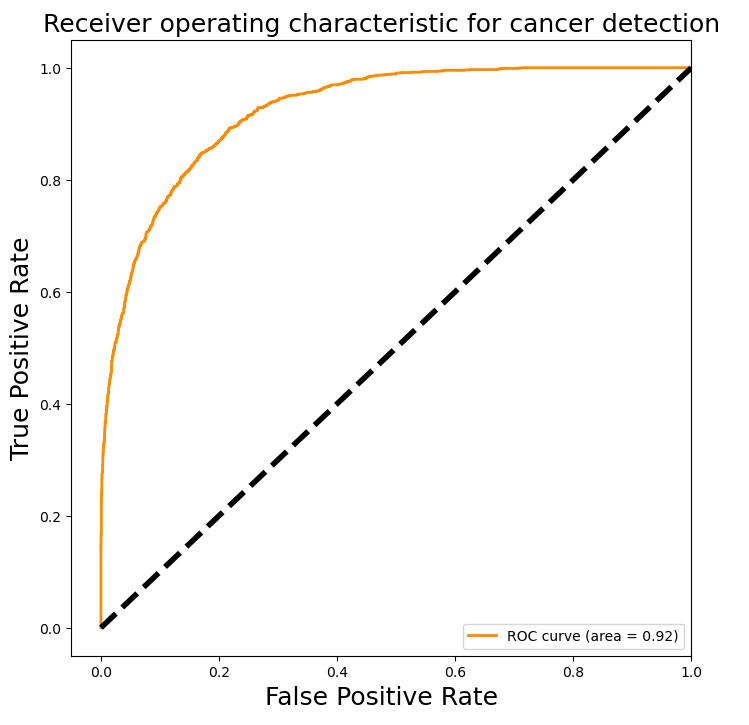 Receiver operating characteristic for cancer detection
1.0
0.8
0.6
0.4
0.2
0.0
True Positive Rate
ROC curve (area = 0.92)
0.0 0.2 0.4 0.6 0.8 1.0
False Positive Rate